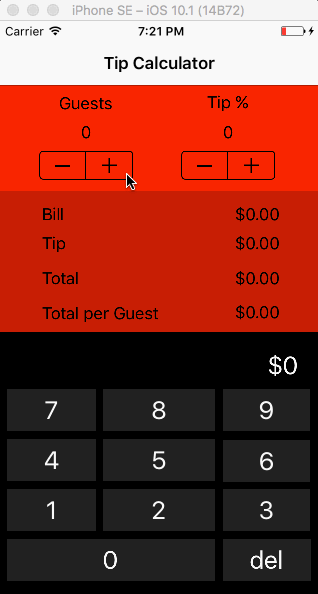 iPhone SE – iOS 10.1 (14B72)
Carrier 7:21 PM
Tip Calculator
Guests Tip %
0 0
− + − +
Bill $0.00
Tip $0.00
Total $0.00
Total per Guest $0.00
$0
7 8 9
4 5 6
1 2 3
0 del